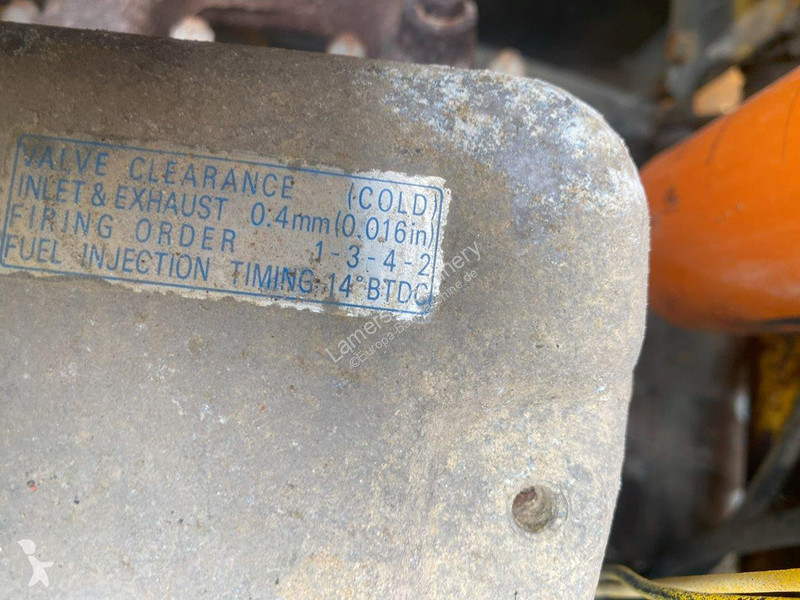 VALVE CLEARANCE (COLD)
INLET & EXHAUST 0.4mm(0.016in)
FIRING ORDER 1-3-4-2
FUEL INJECTION TIMING 14°BTDC